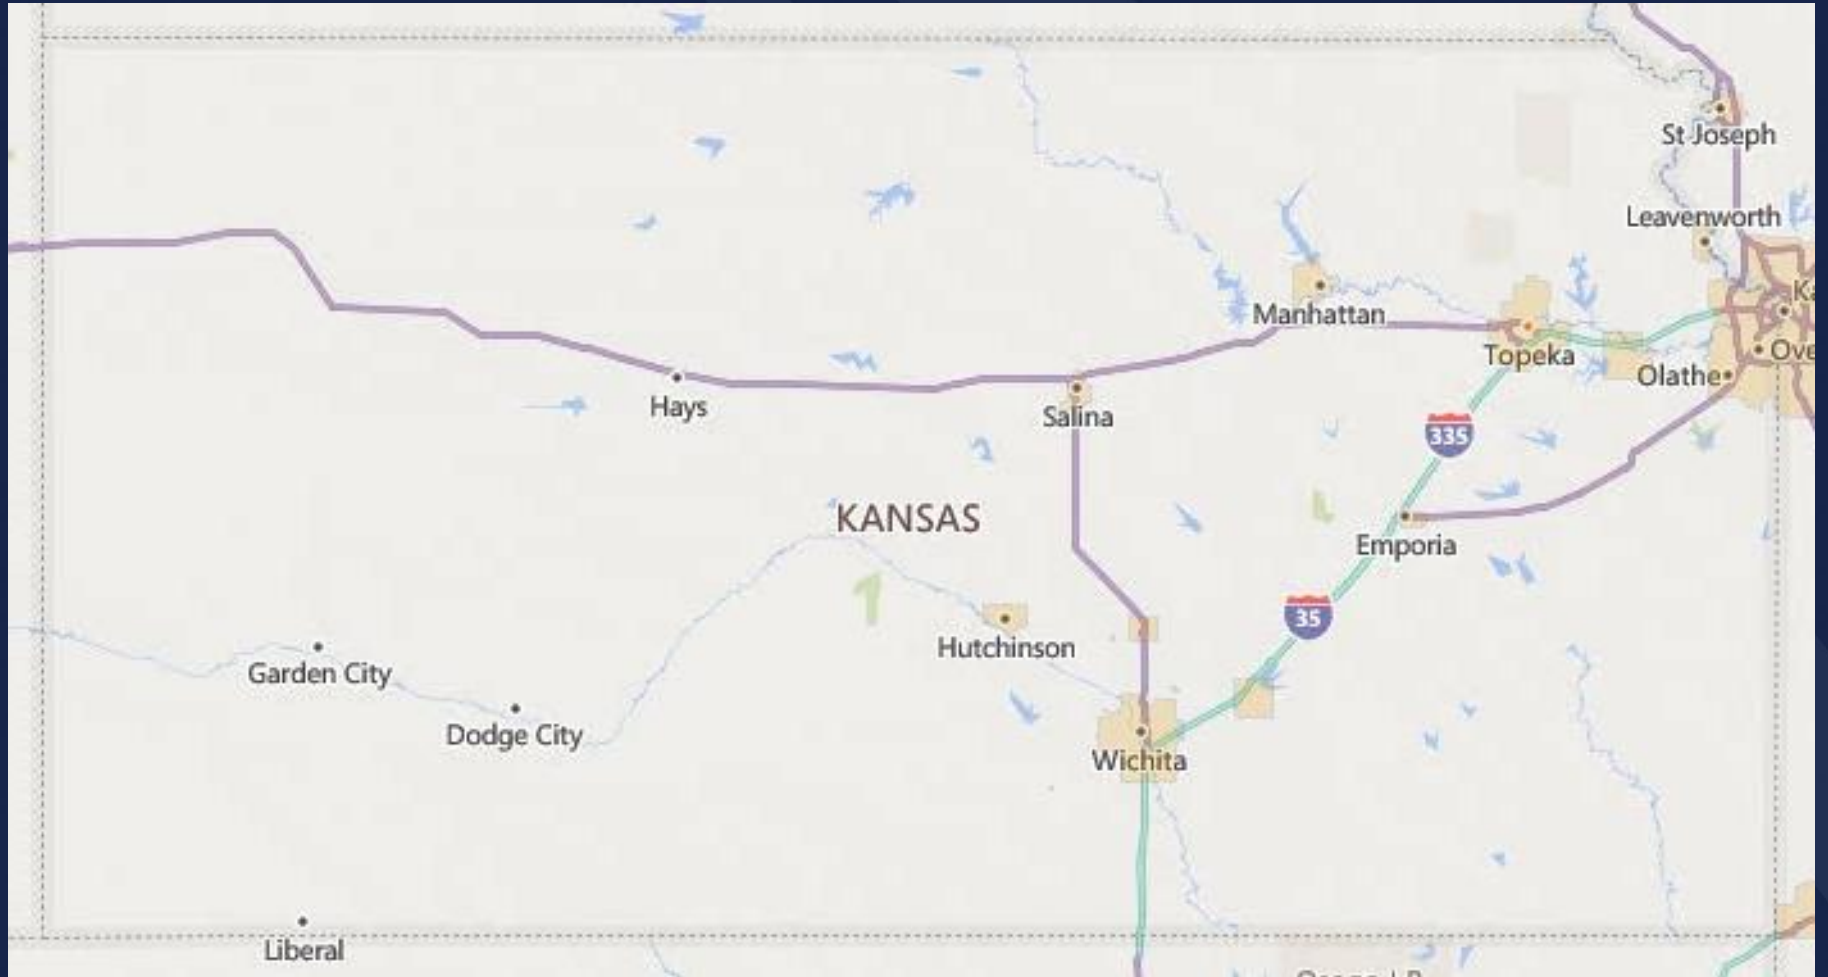 St Joseph
Leavenworth
Manhattan
Topeka
Olathe
Hays
Salina
335
KANSAS
Emporia
35
Hutchinson
Garden City
Dodge City
Wichita
Liberal